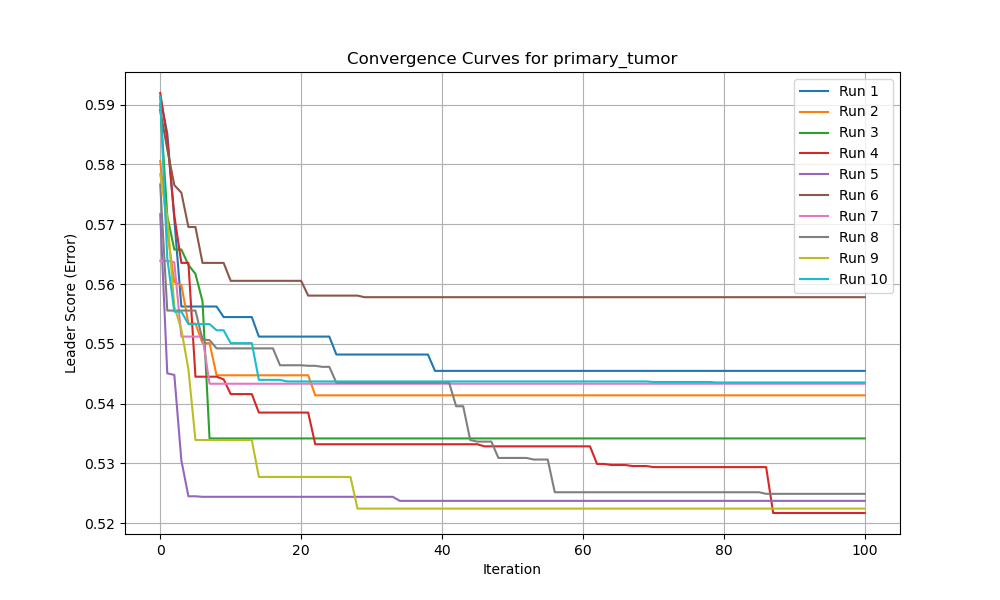 Convergence Curves for primary_tumor
Leader Score (Error)
0.59
0.58
0.57
0.56
0.55
0.54
0.53
0.52
Run 1
Run 2
Run 3
Run 4
Run 5
Run 6
Run 7
Run 8
Run 9
Run 10
0
20
40
60
80
100
Iteration